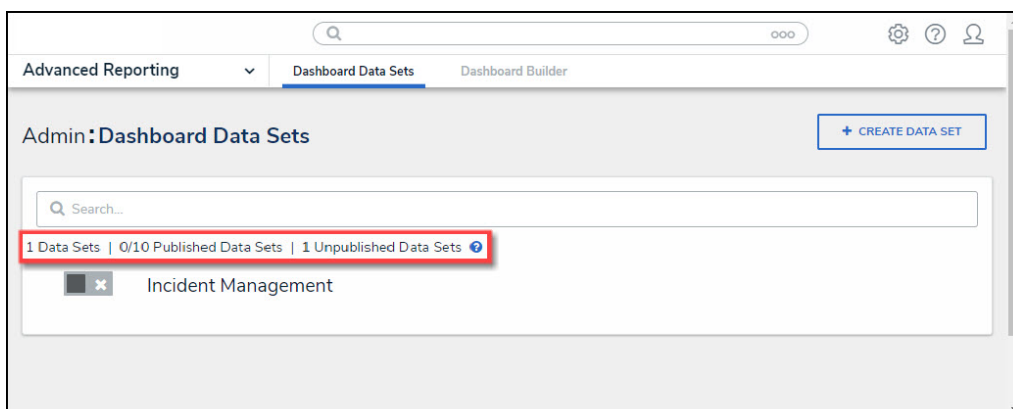 ooo
Advanced Reporting Dashboard Data Sets Dashboard Builder
Admin:Dashboard Data Sets
+ CREATE DATA SET
Search...
1 Data Sets | 0/10 Published Data Sets | 1 Unpublished Data Sets ?
Incident Management